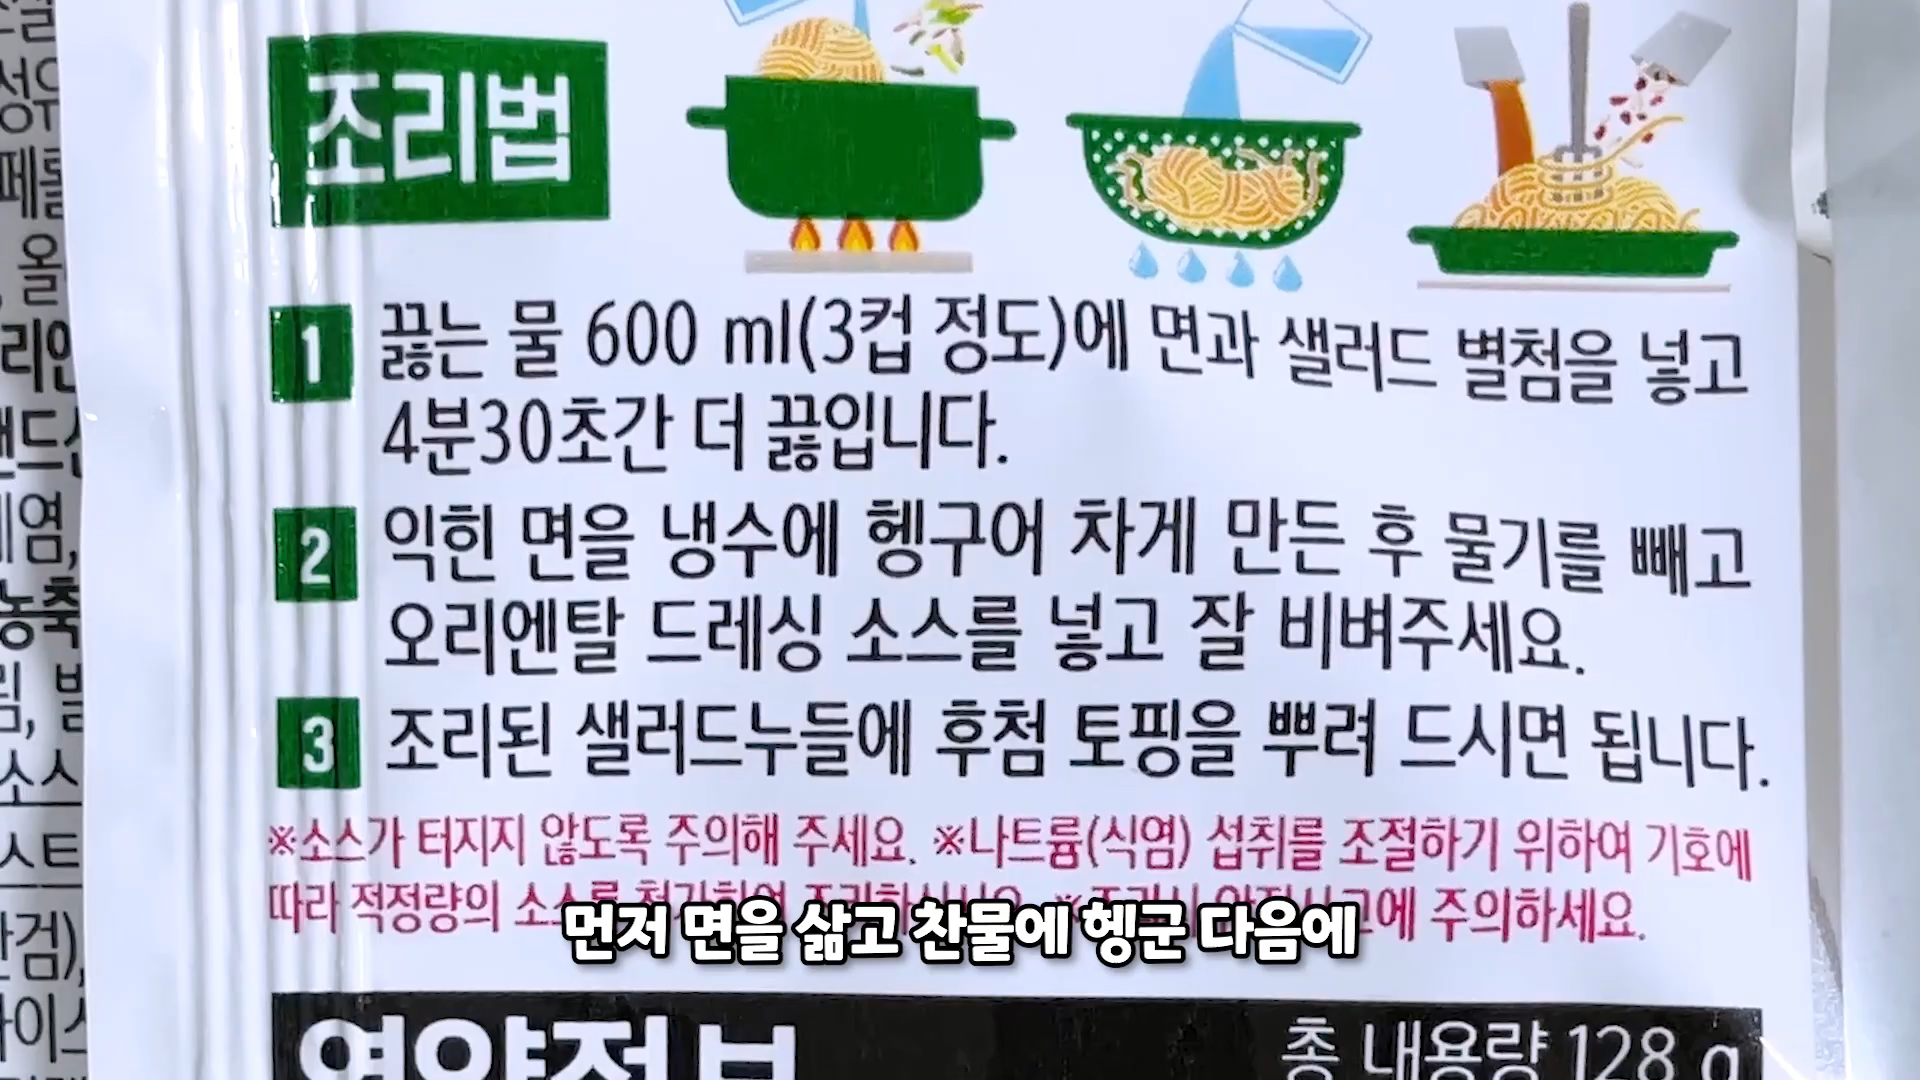 조리법
1 끓는 물 600 ml(3컵 정도)에 면과 샐러드 별첨을 넣고
4분30초간 더 끓입니다.
2 익힌 면을 냉수에 헹구어 차게 만든 후 물기를 빼고
오리엔탈 드레싱 소스를 넣고 잘 비벼주세요.
3 조리된 샐러드누들에 후첨 토핑을 뿌려 드시면 됩니다.
※소스가 터지지 않도록 주의해 주세요. ※나트륨(식염) 섭취를 조절하기 위하여 기호에
따라 적정량의 주의하세요.
먼저 면을 삶고 찬물에 헹군 다음에
영양정보
총 내용량 128 g